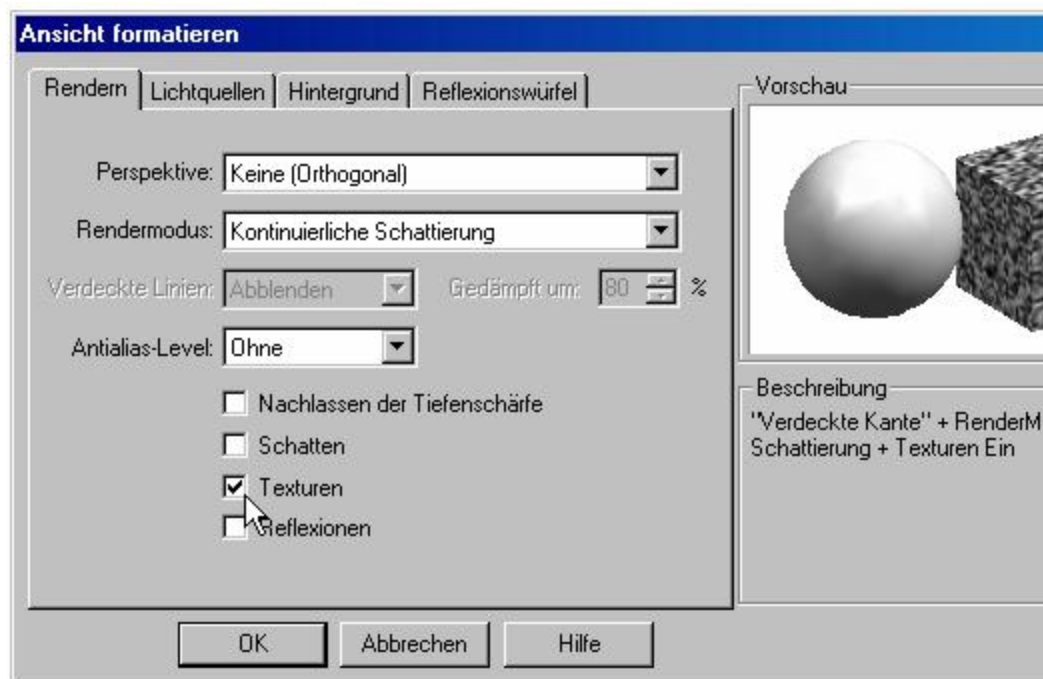 Ansicht formatieren
Rendern Lichtquellen Hintergrund Reflexionswürfel
Perspektive: Keine (Orthogonal)
Rendermodus: Kontinuierliche Schattierung
Verdeckte Linien: Abblenden Gedämpft um: 80 %
Antialias-Level: Ohne
Nachlassen der Tiefenschärfe
Schatten
Texturen
Reflexionen
OK Abbrechen Hilfe
Vorschau
Beschreibung
"Verdeckte Kante" + RenderM
Schattierung + Texturen Ein